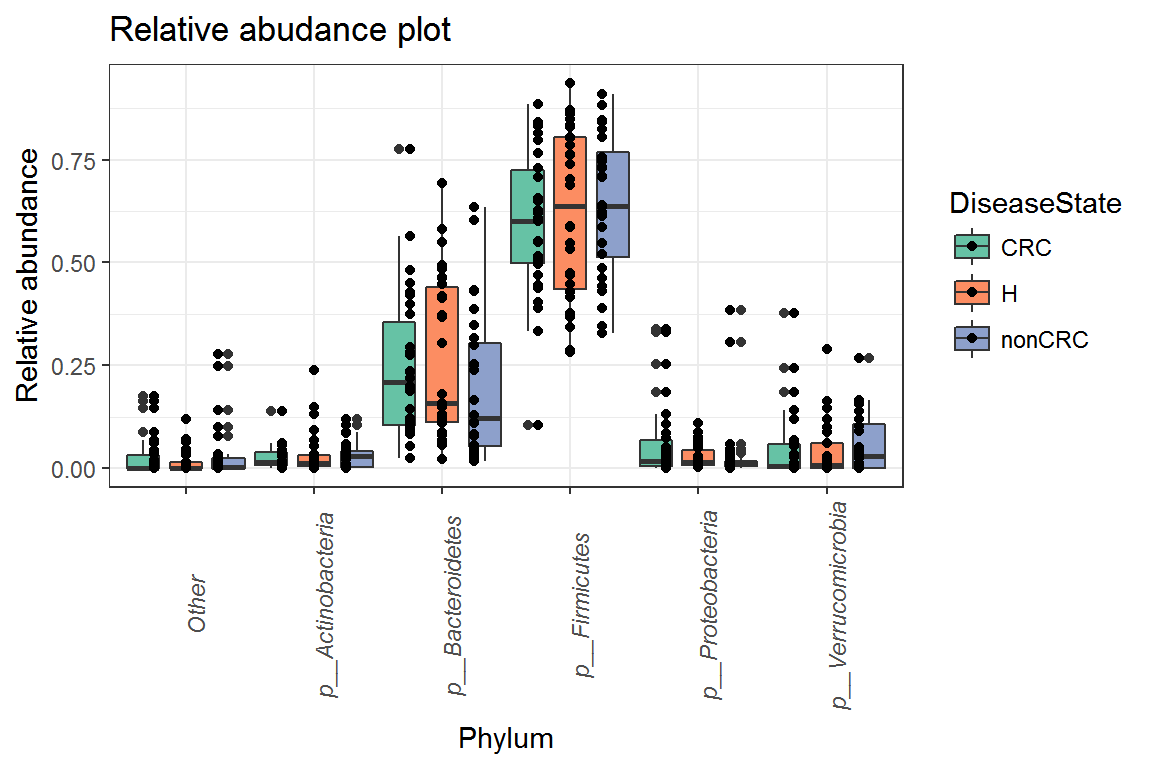 Relative abudance plot
Relative abundance
0.75
0.50
0.25
0.00
Other
p__Actinobacteria
p__Bacteroidetes
p__Firmicutes
p__Proteobacteria
p__Verrucomicrobia
Phylum
DiseaseState
CRC
H
nonCRC